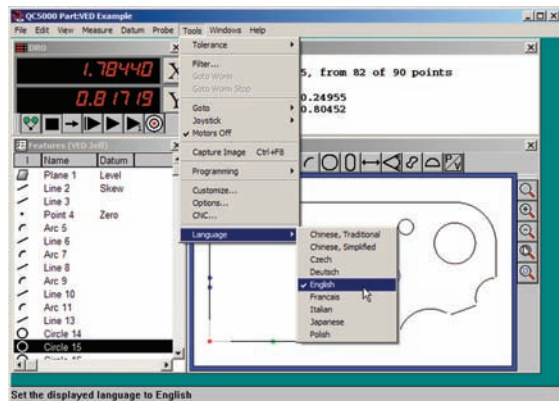 QC5000 Part:VED Example
File Edit View Measure Datum Probe Tools Windows Help
DRO
1.78440 X
0.81719 Y
Tolerance
Filter...
Goto Worm
Goto Worm Stop
Goto
Joystick
Motors Off
Capture Image Ctrl+F8
Programming
Customize...
Options...
CNC...
Language
5, from 82 of 90 points
0.24955
0.80452
Features (VED Jeff)
I Name Datum
Plane 1 Level
Line 2 Skew
Line 3
Point 4 Zero
Arc 5
Line 6
Arc 7
Line 8
Arc 9
Line 10
Arc 11
Line 13
Circle 14
Circle 15
Chinese, Traditional
Chinese, Simplified
Czech
Deutsch
English
Francais
Italian
Japanese
Polish
Set the displayed language to English